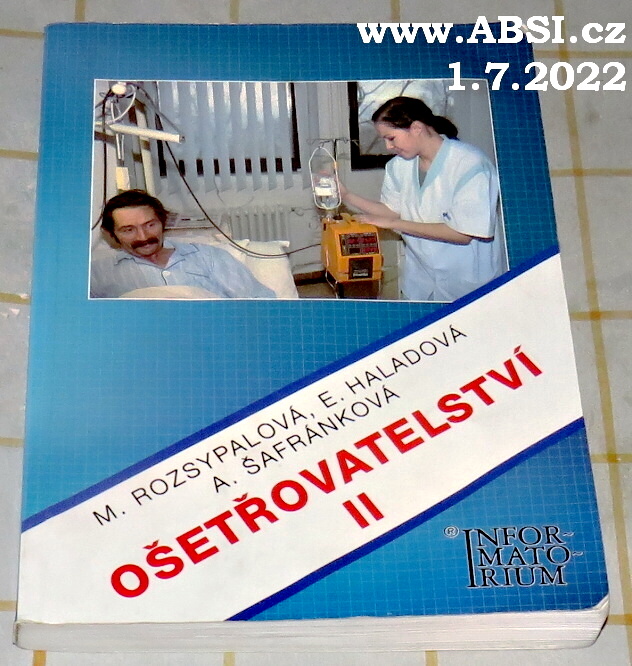 www.ABSI.cz
1.7.2022
M. ROZSYPALOVÁ, E. HALADOVÁ
A. ŠAFRÁNKOVÁ
OŠETŘOVATELSTVÍ
II
® INFOR~
MATO~
RIUM